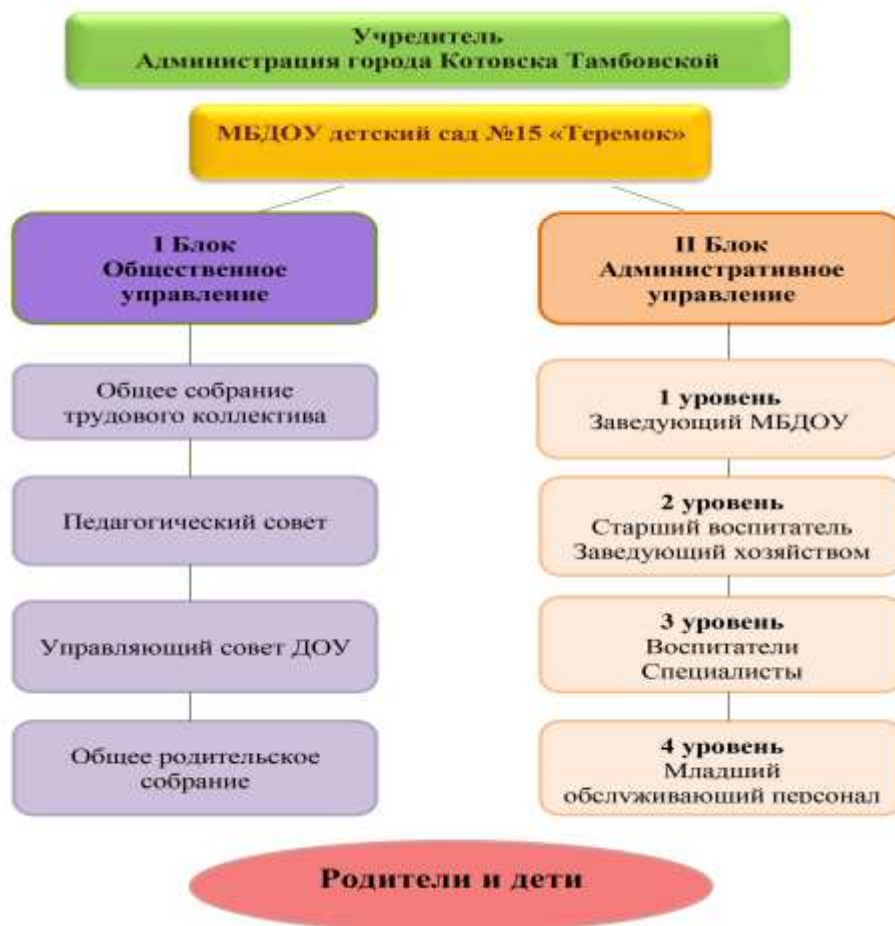 Учредитель
Администрация города Котовска Тамбовской
МБДОУ детский сад №15 «Теремок»
I Блок
Общественное
управление
Общее собрание
трудового коллектива
Педагогический совет
Управляющий совет ДОУ
Общее родительское
собрание
II Блок
Административное
управление
1 уровень
Заведующий МБДОУ
2 уровень
Старший воспитатель
Заведующий хозяйством
3 уровень
Воспитатели
Специалисты
4 уровень
Младший
обслуживающий персонал
Родители и дети